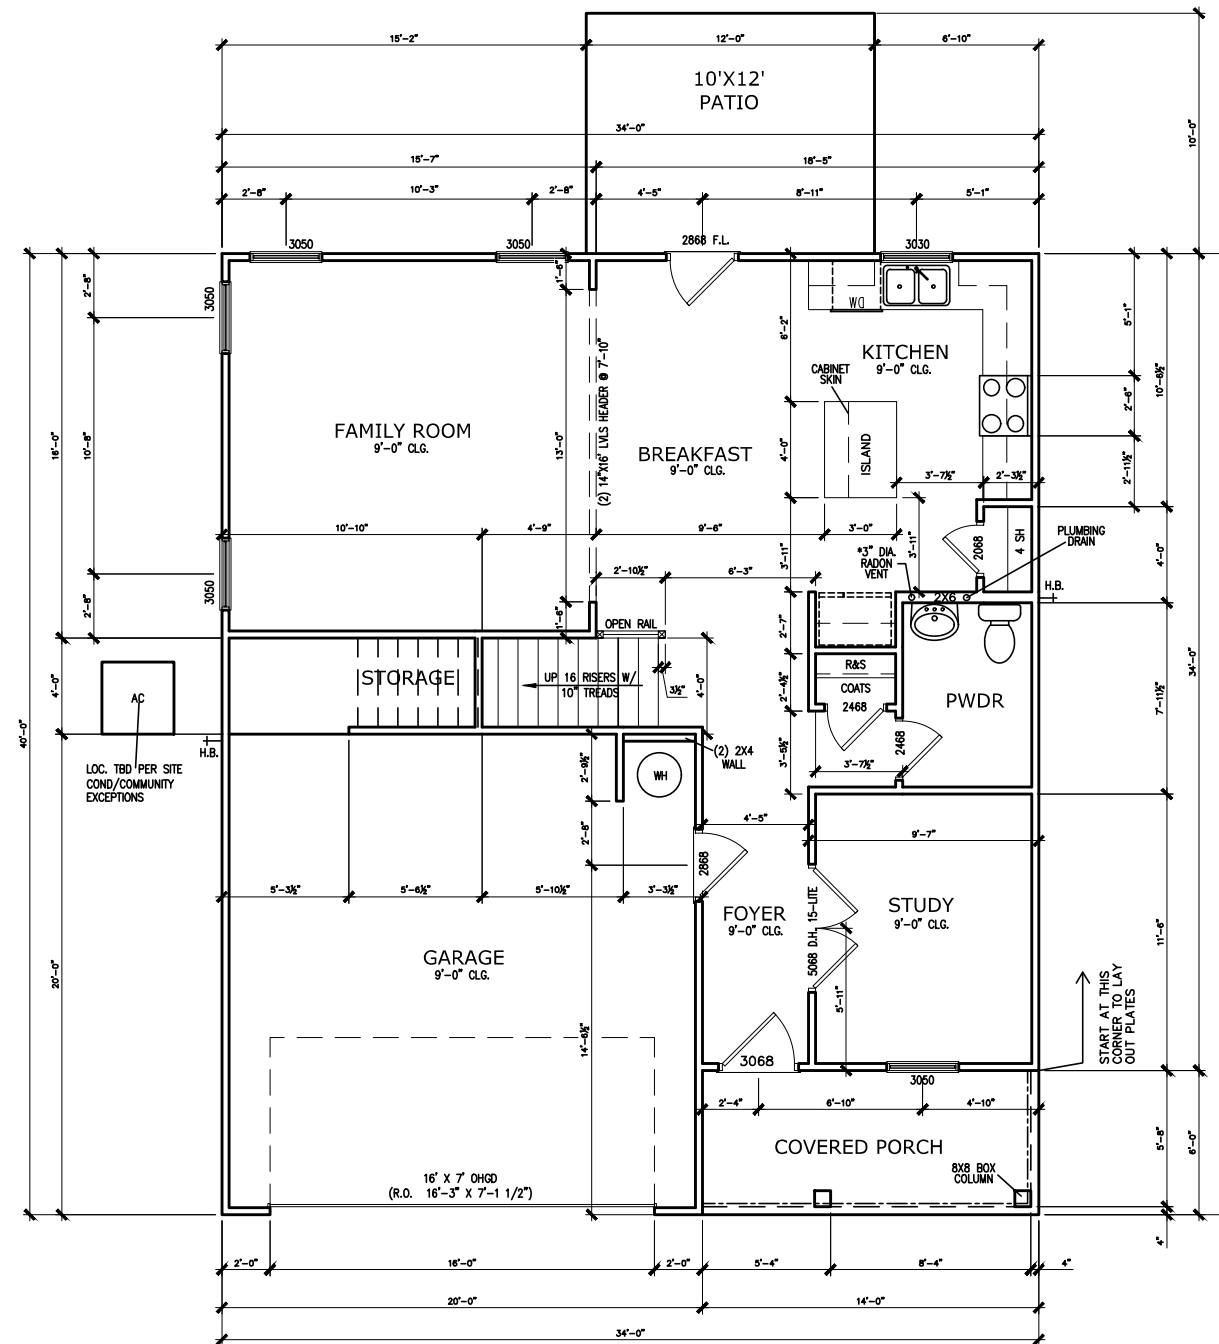 15'-2"
12'-0"
6'-10"
10'X12'
PATIO
10'-0"
34'-0"
15'-7"
18'-5"
2'-8"
10'-3"
2'-8"
4'-5"
8'-11"
5'-1"
3050
3050
2868 F.L.
3030
1'-6"
2'-8"
3050
DW
6'-2"
5'-1"
KITCHEN
9'-0" CLG.
CABINET
SKIN
(2) 14"X16' LVLS HEADER @ 7'-10"
2'-6"
10'-6½"
FAMILY ROOM
9'-0" CLG.
16'-0"
10'-8"
13'-0"
BREAKFAST
9'-0" CLG.
4'-0"
ISLAND
2'-11½"
3'-7½"
2'-3½"
10'-10"
4'-9"
9'-6"
3'-0"
3'-11"
2068
4 SH
PLUMBING
DRAIN
*3" DIA.
RADON
VENT
3'-11"
4'-0"
3050
2'-10½"
6'-3"
H.B.
2X6
2'-8"
1'-6"
OPEN RAIL
2'-7"
34'-0"
R&S
COATS
2468
2'-4½"
STORAGE
UP 16 RISERS W/
10" TREADS
3½"
4'-0"
4'-0"
AC
PWDR
7'-11½"
40'-0"
H.B.
LOC. TBD PER SITE
COND/COMMUNITY
EXCEPTIONS
2468
3'-5½"
3'-7½"
2'-9½"
WH
(2) 2X4
WALL
4'-5"
9'-7"
2'-8"
2868
5'-3½"
5'-6½"
5'-10½"
3'-3½"
FOYER
9'-0" CLG.
5068 D.H. 15-LITE
STUDY
9'-0" CLG.
11'-6"
GARAGE
9'-0" CLG.
20'-0"
5'-11"
START AT THIS
CORNER TO LAY
OUT PLATES
14'-6½"
3068
3050
2'-4"
6'-10"
4'-10"
COVERED PORCH
5'-8"
6'-0"
8X8 BOX
COLUMN
16' X 7' OHGD
(R.O. 16'-3" X 7'-1 1/2")
4"
2'-0"
16'-0"
2'-0"
5'-4"
8'-4"
4"
20'-0"
14'-0"
34'-0"